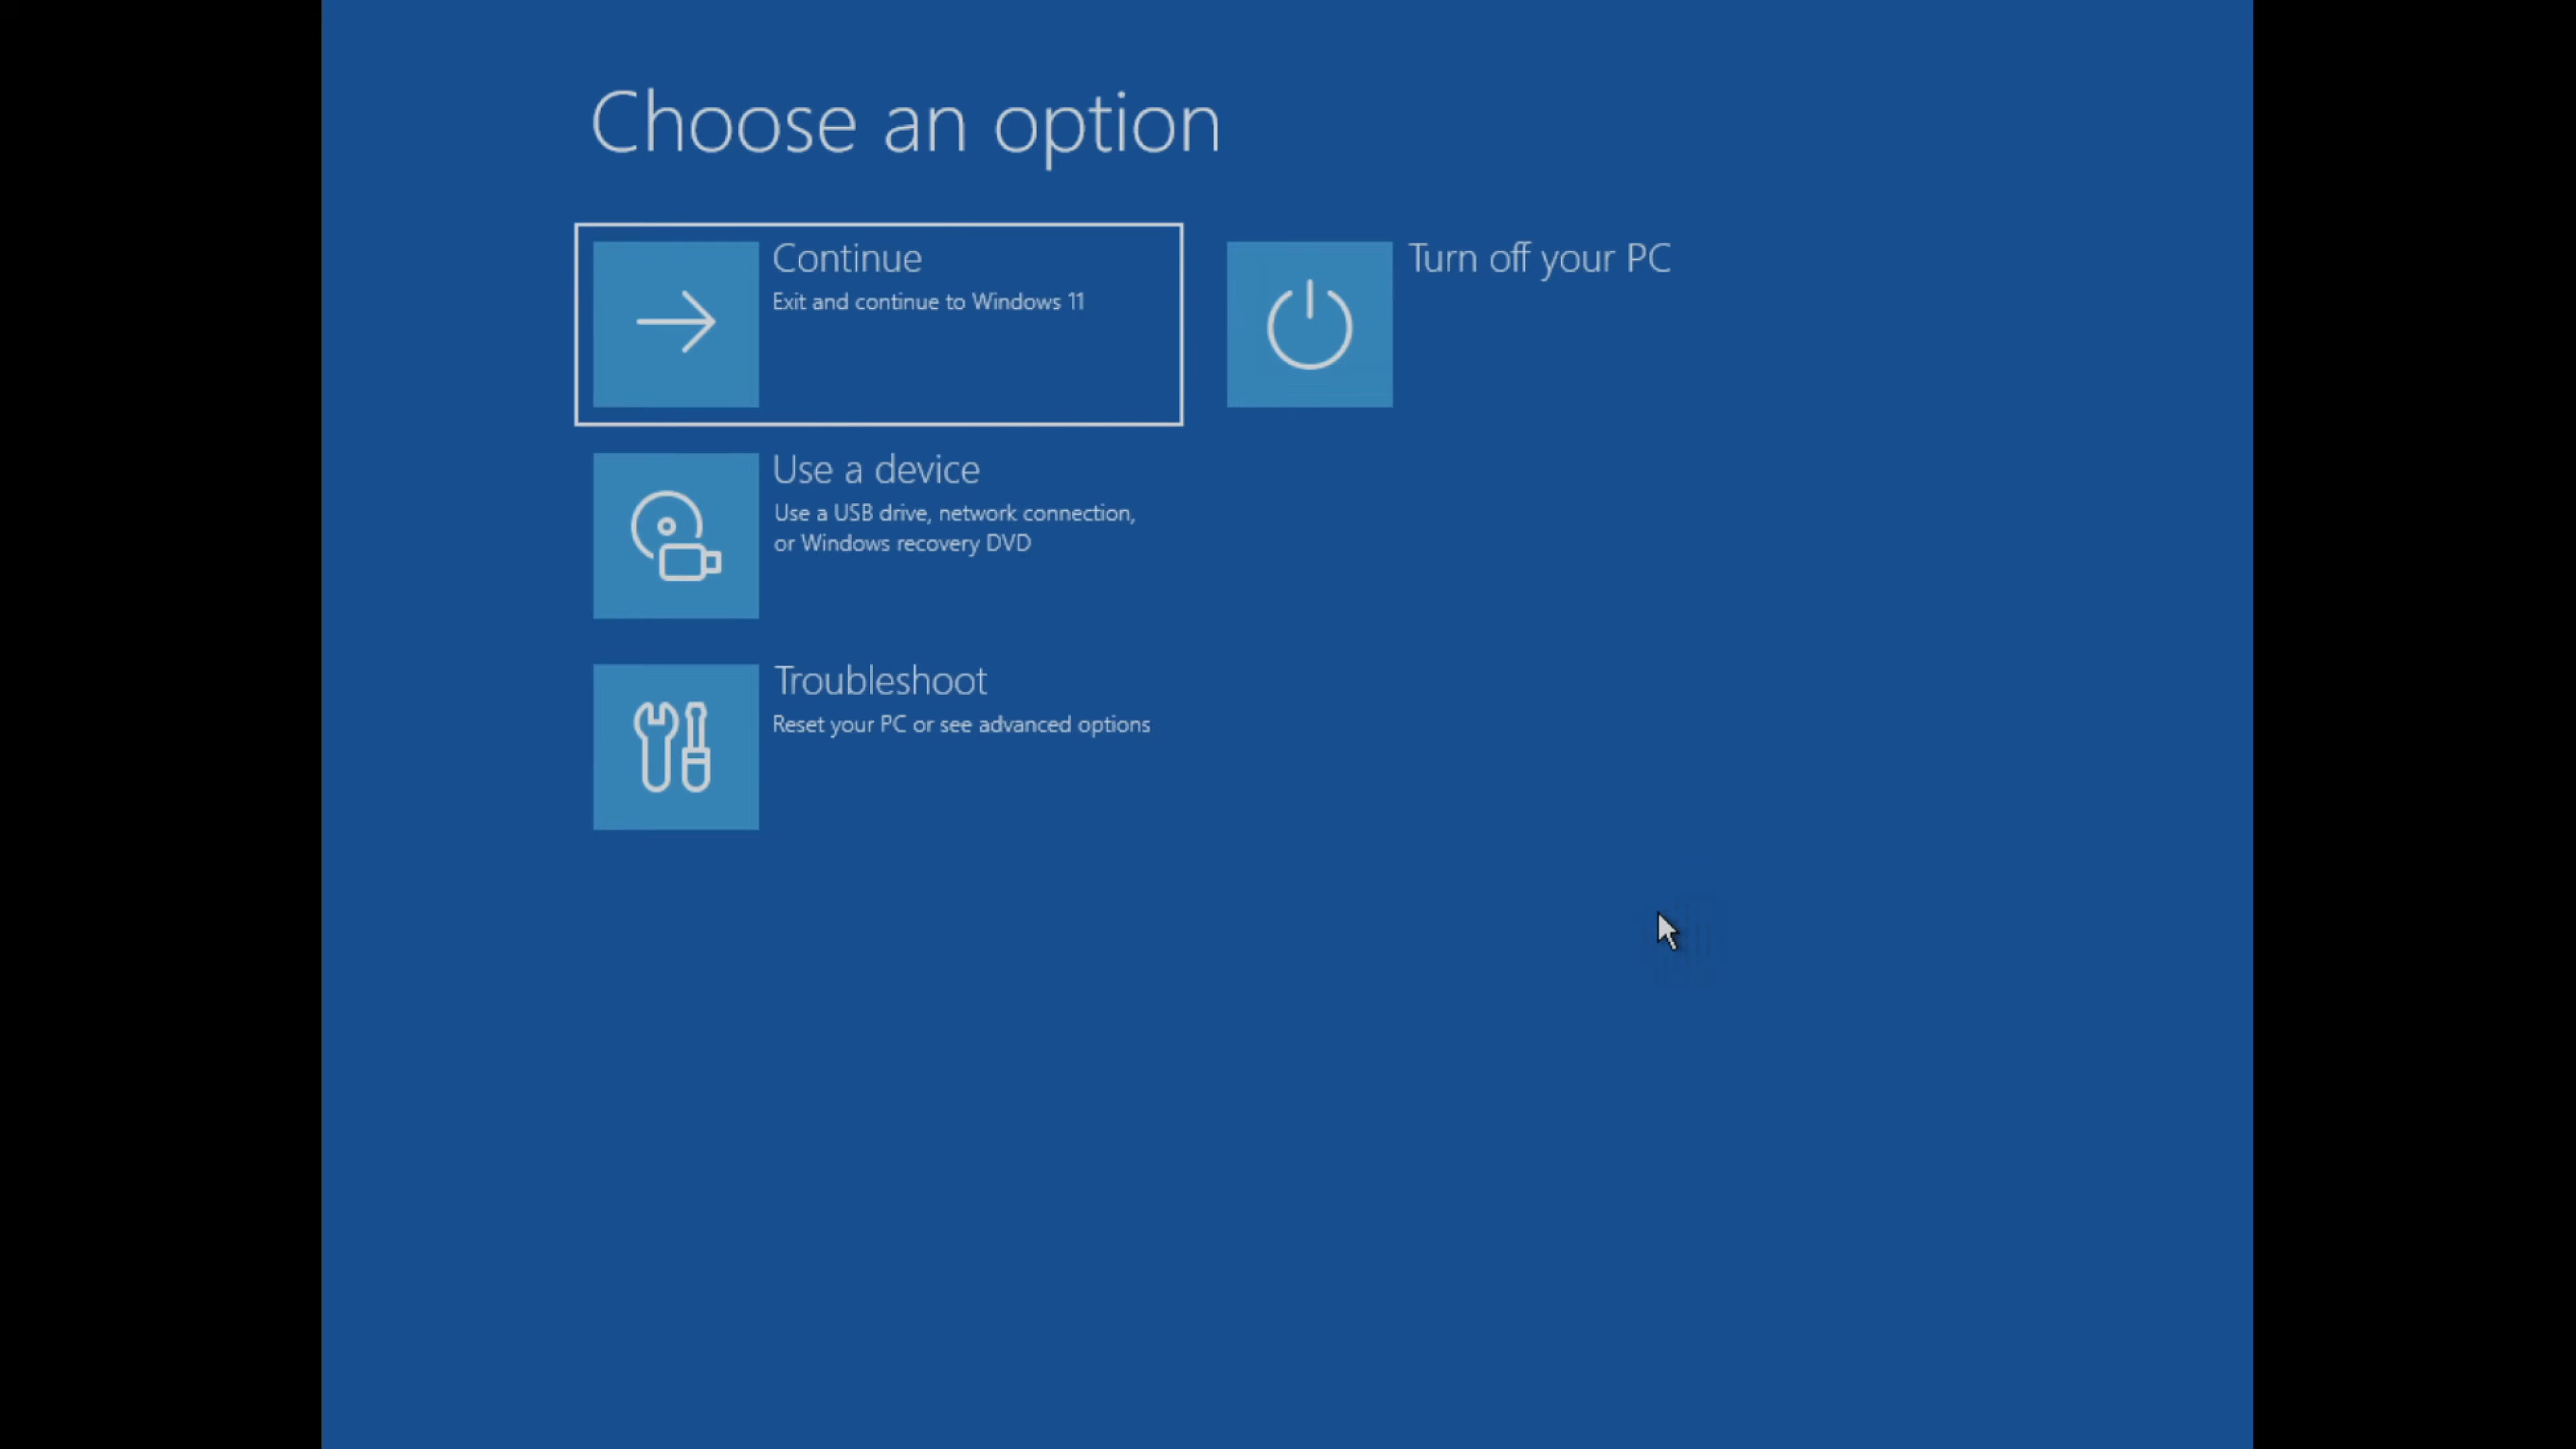 Choose an option
Continue
Exit and continue to Windows 11
Turn off your PC
Use a device
Use a USB drive, network connection,
or Windows recovery DVD
Troubleshoot
Reset your PC or see advanced options